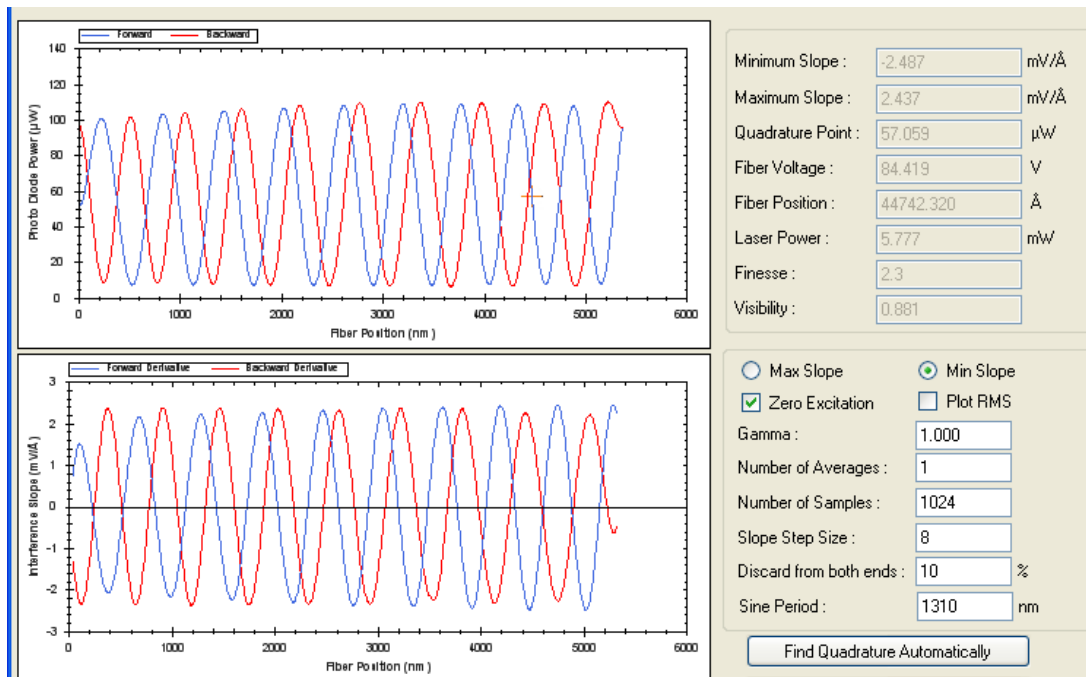 Forward Backward
140
120
100
80
60
40
20
0
Photo Diode Power (µW)
0 1000 2000 3000 4000 5000 6000
Fiber Position (nm)
Forward Derivative Backward Derivative
3
2
1
0
-1
-2
-3
Interference Slope (mV/Å)
0 1000 2000 3000 4000 5000 6000
Fiber Position (nm)
Minimum Slope : -2.487 mV/Å
Maximum Slope : 2.437 mV/Å
Quadrature Point : 57.059 µW
Fiber Voltage : 84.419 V
Fiber Position : 44742.320 Å
Laser Power : 5.777 mW
Finesse : 2.3
Visibility : 0.881
Max Slope Min Slope
Zero Excitation Plot RMS
Gamma : 1.000
Number of Averages : 1
Number of Samples : 1024
Slope Step Size : 8
Discard from both ends : 10 %
Sine Period : 1310 nm
Find Quadrature Automatically